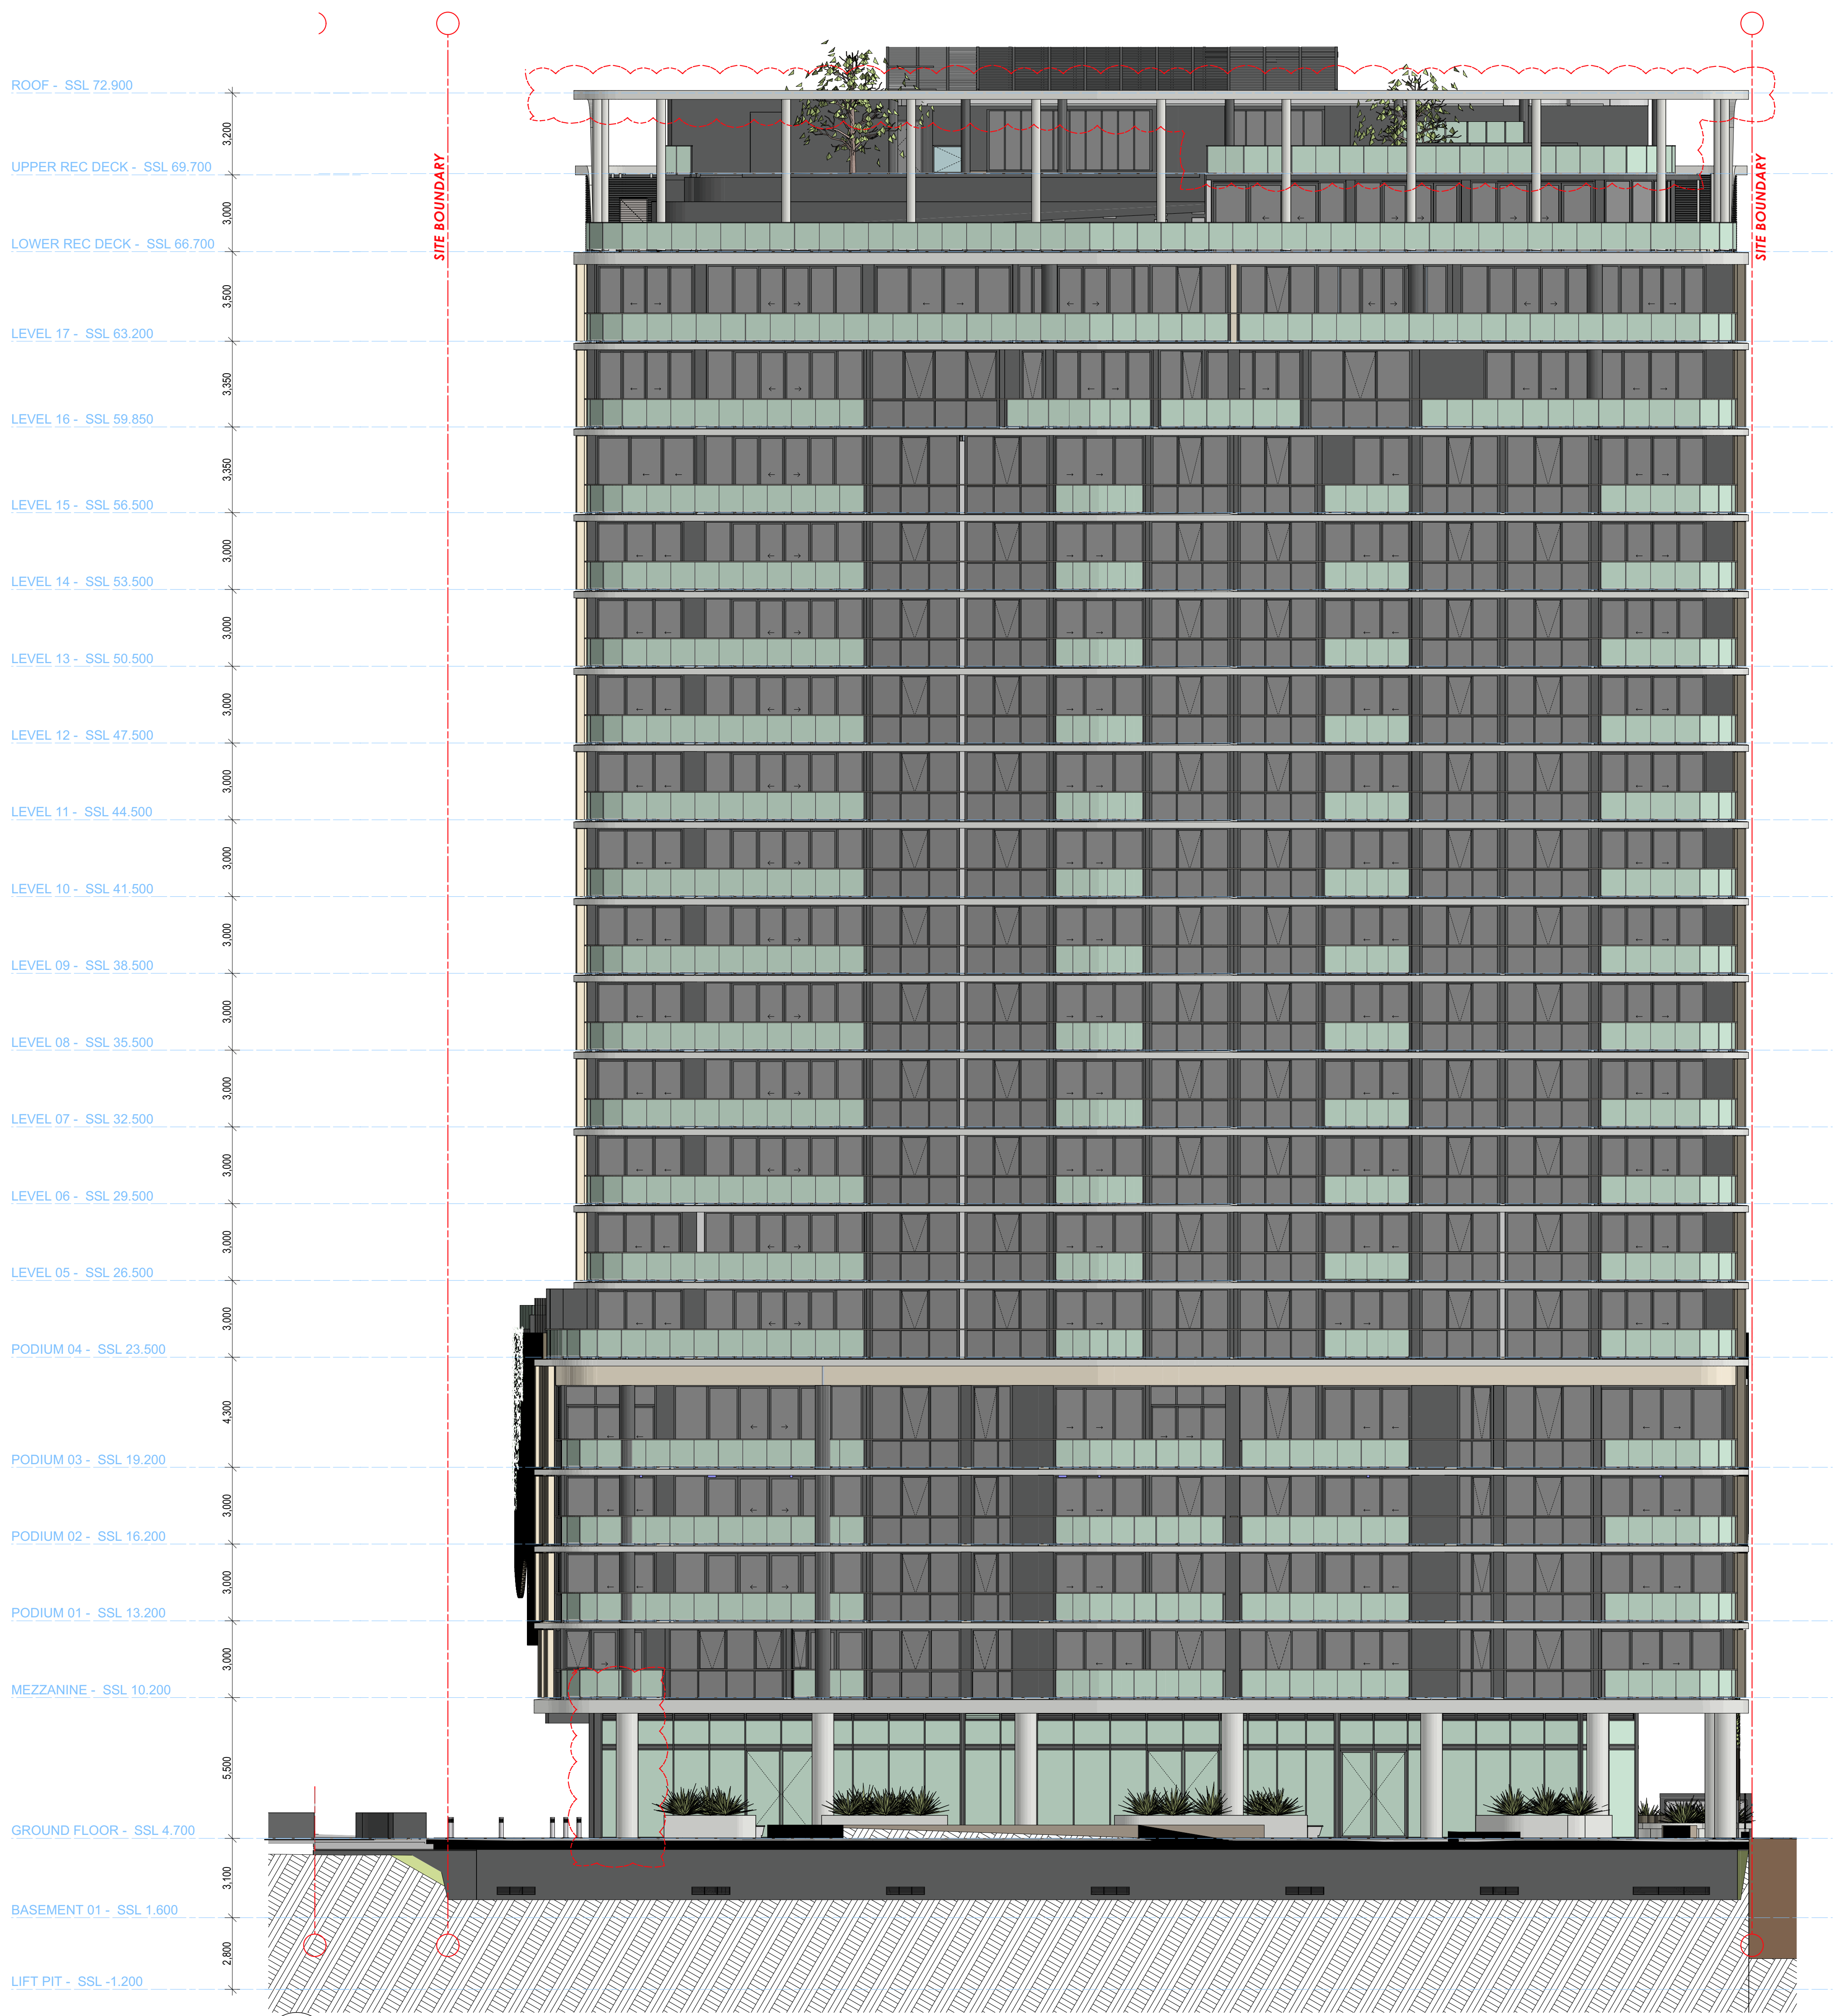 ROOF - SSL 72.900
3.200
UPPER REC DECK - SSL 69.700
SITE BOUNDARY
SITE BOUNDARY
3.000
LOWER REC DECK - SSL 66.700
3.500
LEVEL 17 - SSL 63.200
3.350
LEVEL 16 - SSL 59.850
3.350
LEVEL 15 - SSL 56.500
3.000
LEVEL 14 - SSL 53.500
3.000
LEVEL 13 - SSL 50.500
3.000
LEVEL 12 - SSL 47.500
3.000
LEVEL 11 - SSL 44.500
3.000
LEVEL 10 - SSL 41.500
3.000
LEVEL 09 - SSL 38.500
3.000
LEVEL 08 - SSL 35.500
3.000
LEVEL 07 - SSL 32.500
3.000
LEVEL 06 - SSL 29.500
3.000
LEVEL 05 - SSL 26.500
3.000
PODIUM 04 - SSL 23.500
4.300
PODIUM 03 - SSL 19.200
3.000
PODIUM 02 - SSL 16.200
3.000
PODIUM 01 - SSL 13.200
3.000
MEZZANINE - SSL 10.200
5.500
GROUND FLOOR - SSL 4.700
3.100
BASEMENT 01 - SSL 1.600
2.800
LIFT PIT - SSL -1.200